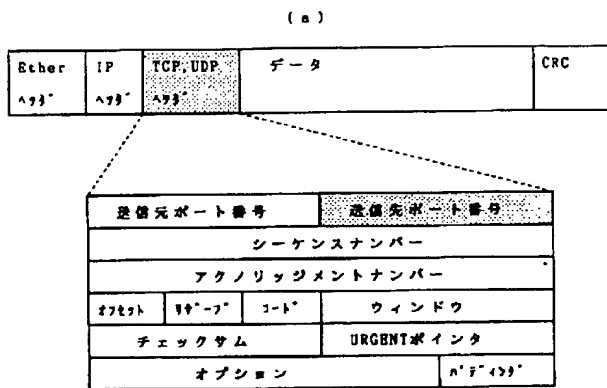 (a)
Ether IP TCP,UDP データ CRC
ヘッダ ヘッダ ヘッダ
送信元ポート番号 送信先ポート番号
シーケンスナンバー
アクノリッジメントナンバー
オフセット リザーブ コード ウィンドウ
チェックサム URGENTポインタ
オプション パディング